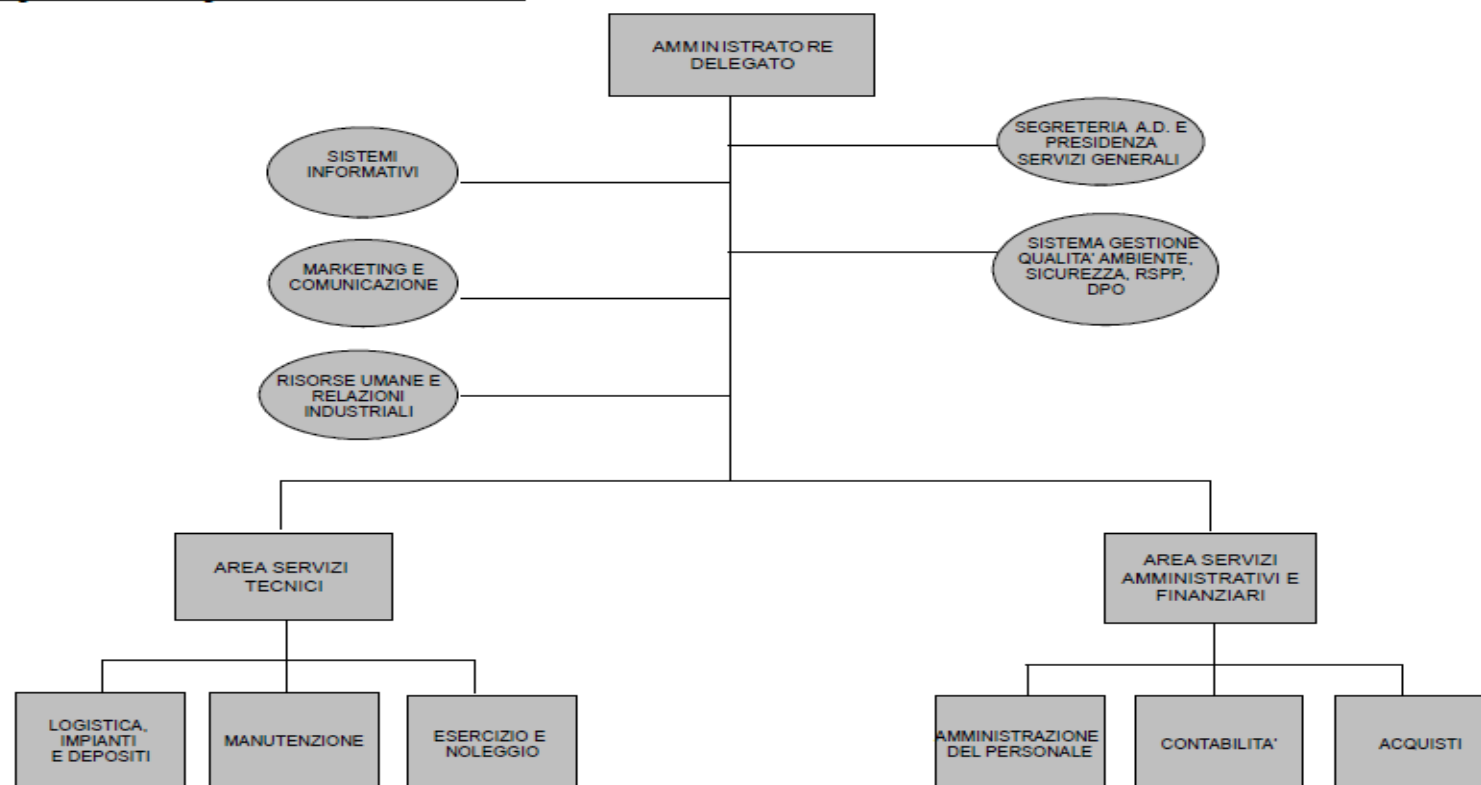 AMMINISTRATORE
DELEGATO
SEGRETERIA A.D. E
PRESIDENZA
SERVIZI GENERALI
SISTEMI
INFORMATIVI
SISTEMA GESTIONE
QUALITA' AMBIENTE,
SICUREZZA, RSPP,
DPO
MARKETING E
COMUNICAZIONE
RISORSE UMANE E
RELAZIONI
INDUSTRIALI
AREA SERVIZI
TECNICI
AREA SERVIZI
AMMINISTRATIVI E
FINANZIARI
LOGISTICA,
IMPIANTI
E DEPOSITI
MANUTENZIONE
ESERCIZIO E
NOLEGGIO
AMMINISTRAZIONE
DEL PERSONALE
CONTABILITA'
ACQUISTI